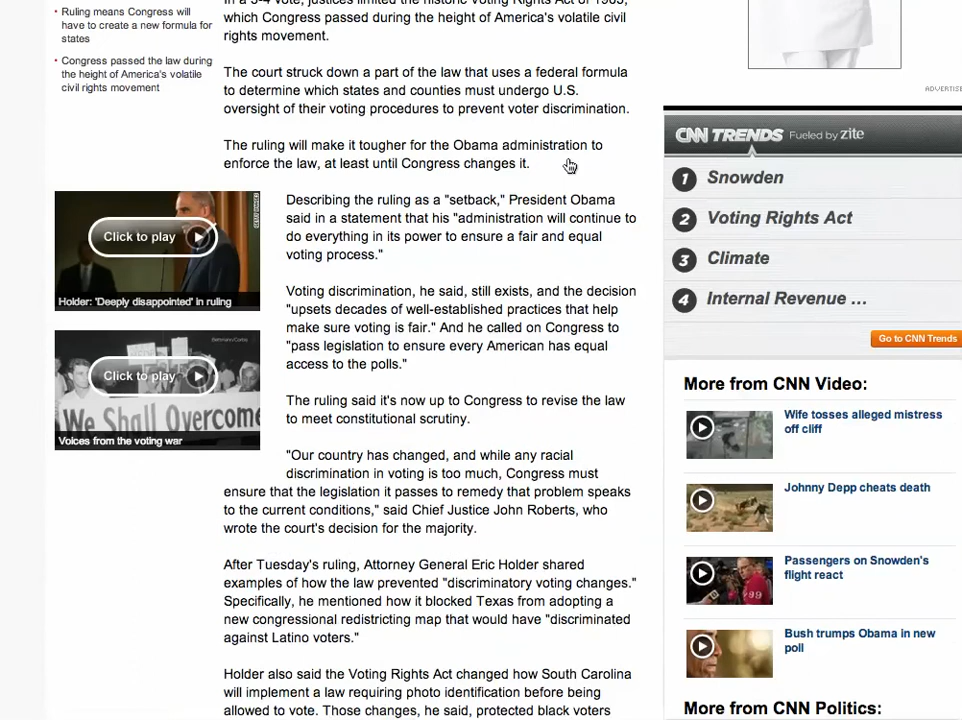 • Ruling means Congress will
have to create a new formula for
states
• Congress passed the law during
the height of America's volatile
civil rights movement.
In a 5-4 vote, justices limited the historic Voting Rights Act of 1965,
which Congress passed during the height of America's volatile civil
rights movement.
The court struck down a part of the law that uses a federal formula
to determine which states and counties must undergo U.S.
oversight of their voting procedures to prevent voter discrimination.
The ruling will make it tougher for the Obama administration to
enforce the law, at least until Congress changes it.
Click to play
Holder: 'Deeply disappointed' in ruling
Click to play
We Shall Overcome
Bettmann/Corbis
Voices from the voting war
Describing the ruling as a "setback," President Obama
said in a statement that his "administration will continue to
do everything in its power to ensure a fair and equal
voting process."
Voting discrimination, he said, still exists, and the decision
"upsets decades of well-established practices that help
make sure voting is fair." And he called on Congress to
"pass legislation to ensure every American has equal
access to the polls."
The ruling said it's now up to Congress to revise the law
to meet constitutional scrutiny.
"Our country has changed, and while any racial
discrimination in voting is too much, Congress must
ensure that the legislation it passes to remedy that problem speaks
to the current conditions," said Chief Justice John Roberts, who
wrote the court's decision for the majority.
After Tuesday's ruling, Attorney General Eric Holder shared
examples of how the law prevented "discriminatory voting changes."
Specifically, he mentioned how it blocked Texas from adopting a
new congressional redistricting map that would have "discriminated
against Latino voters."
Holder also said the Voting Rights Act changed how South Carolina
will implement a law requiring photo identification before being
allowed to vote. Those changes, he said, protected black voters
ADVERTISE
CNN TRENDS Fueled by zite
1 Snowden
2 Voting Rights Act
3 Climate
4 Internal Revenue ...
Go to CNN Trends
More from CNN Video:
Wife tosses alleged mistress
off cliff
Johnny Depp cheats death
Passengers on Snowden's
flight react
Bush trumps Obama in new
poll
More from CNN Politics: